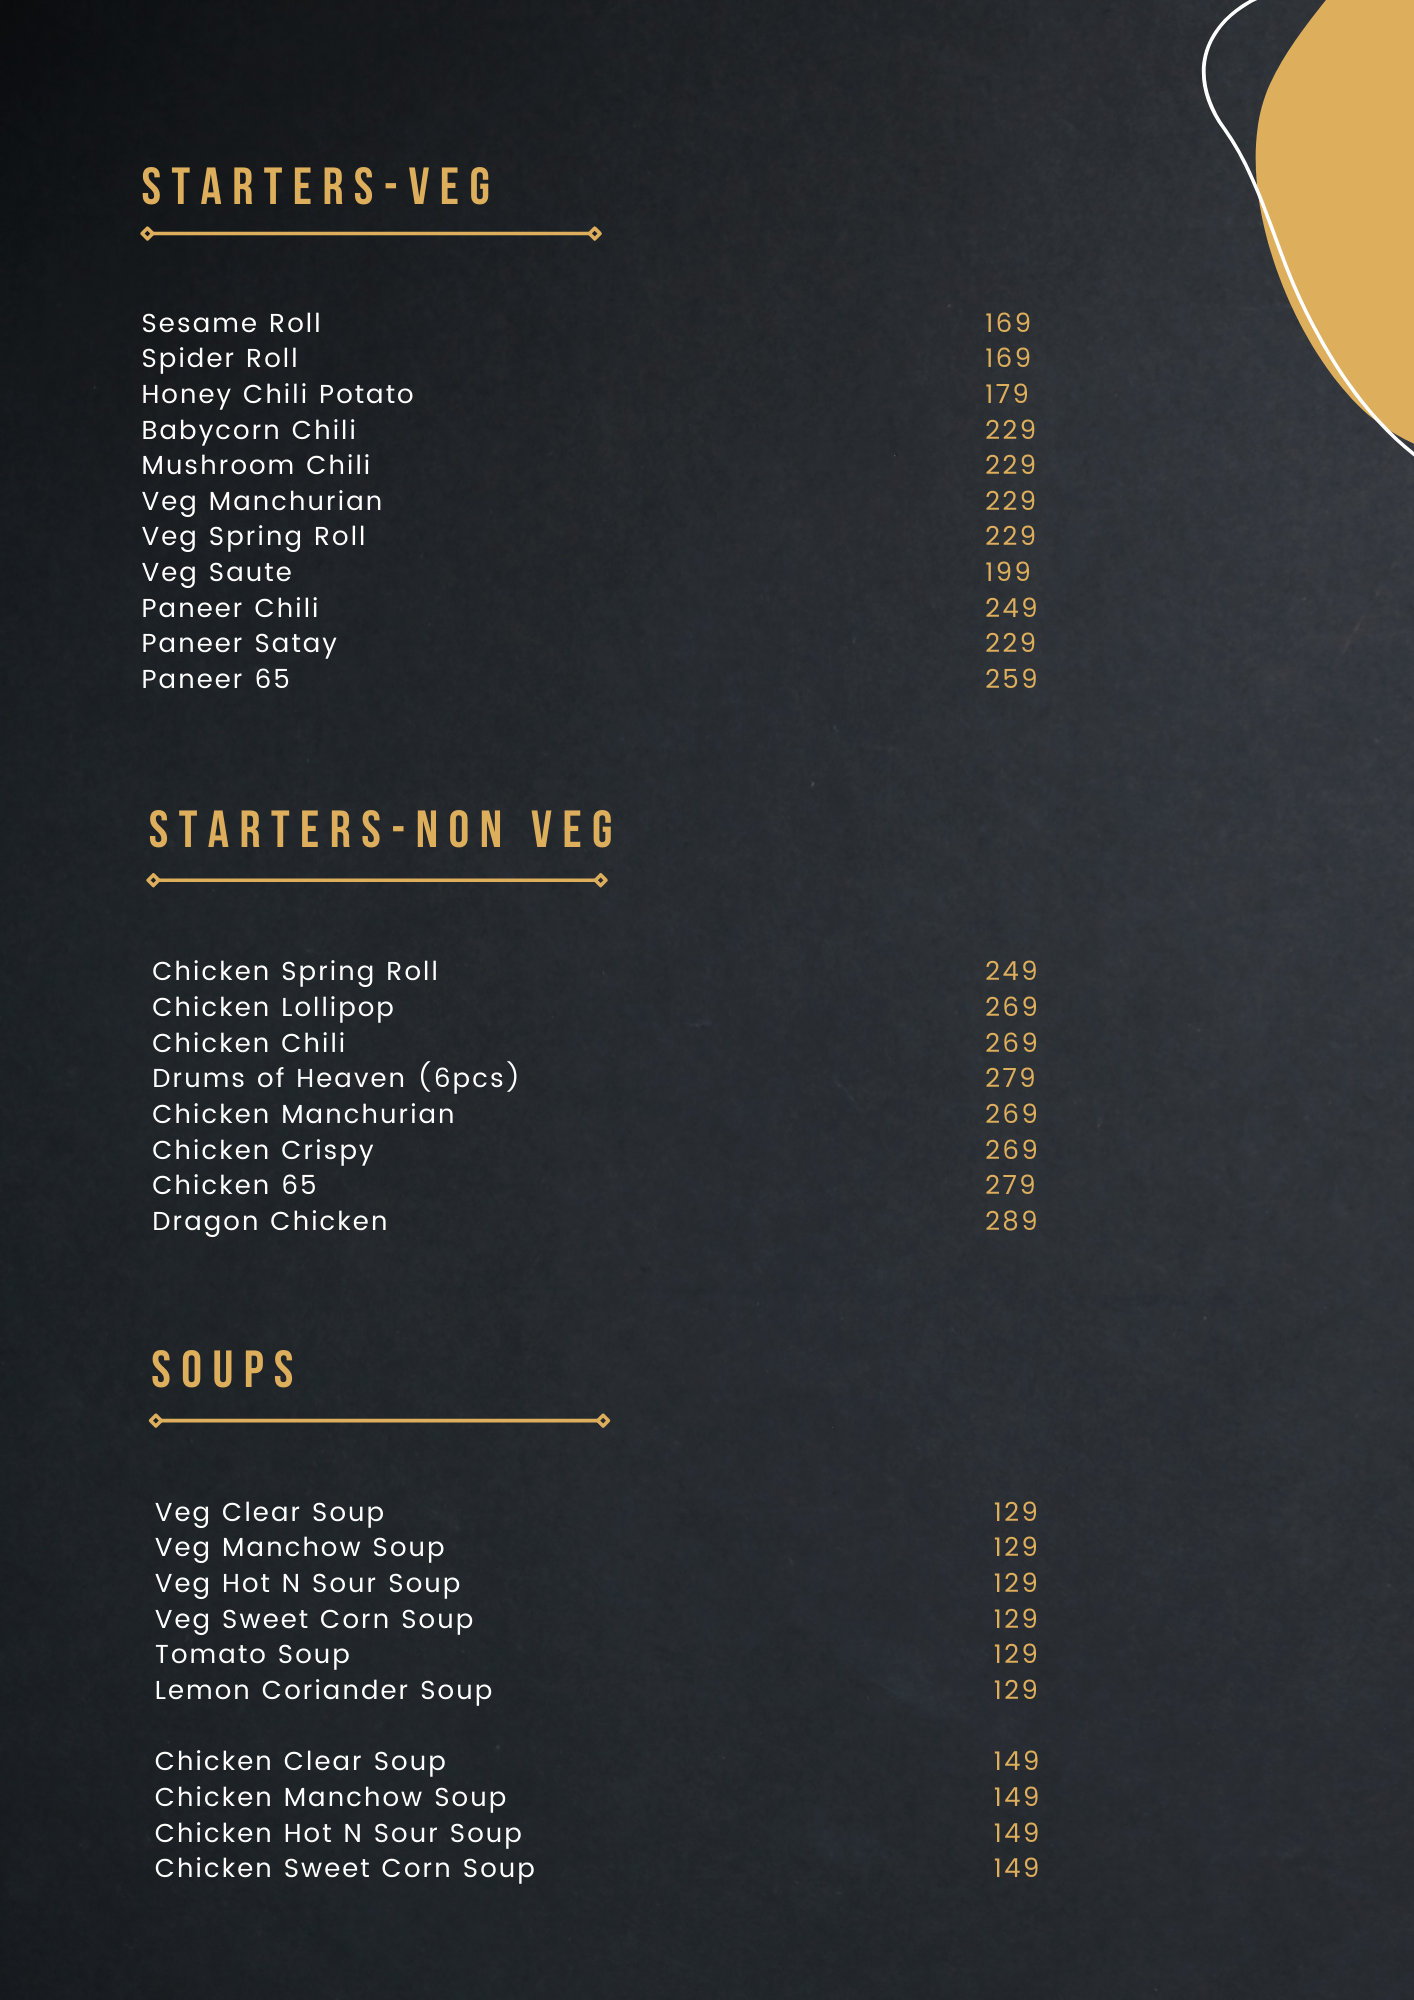 STARTERS-VEG
Sesame Roll 169
Spider Roll 169
Honey Chili Potato 179
Babycorn Chili 229
Mushroom Chili 229
Veg Manchurian 229
Veg Spring Roll 229
Veg Saute 199
Paneer Chili 249
Paneer Satay 229
Paneer 65 259
STARTERS-NON VEG
Chicken Spring Roll 249
Chicken Lollipop 269
Chicken Chili 269
Drums of Heaven (6pcs) 279
Chicken Manchurian 269
Chicken Crispy 269
Chicken 65 279
Dragon Chicken 289
SOUPS
Veg Clear Soup 129
Veg Manchow Soup 129
Veg Hot N Sour Soup 129
Veg Sweet Corn Soup 129
Tomato Soup 129
Lemon Coriander Soup 129
Chicken Clear Soup 149
Chicken Manchow Soup 149
Chicken Hot N Sour Soup 149
Chicken Sweet Corn Soup 149